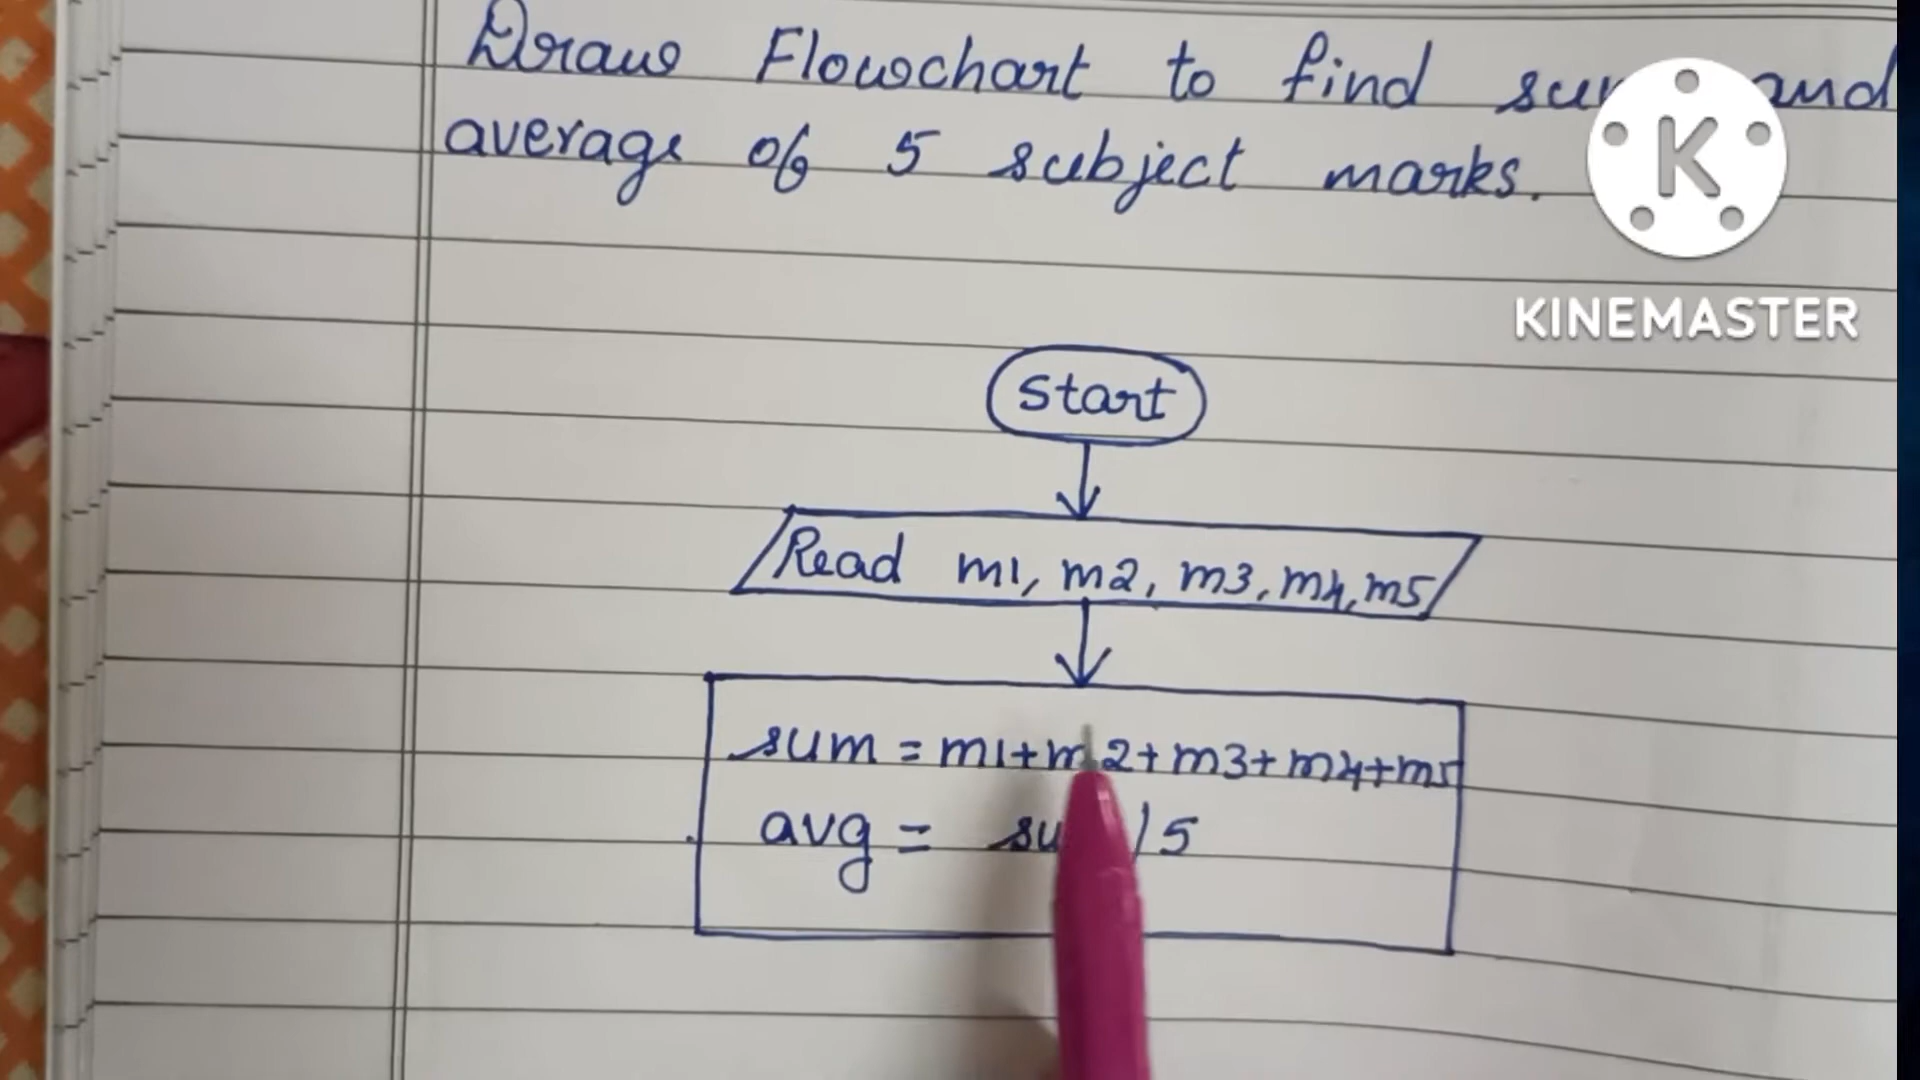 Draw Flowchart to find and
average of 5 subject marks.
K
KINEMASTER
Start
Read m1, m2, m3, m4, m5
sum = m1+m2+m3+m4+m5
avg = /5